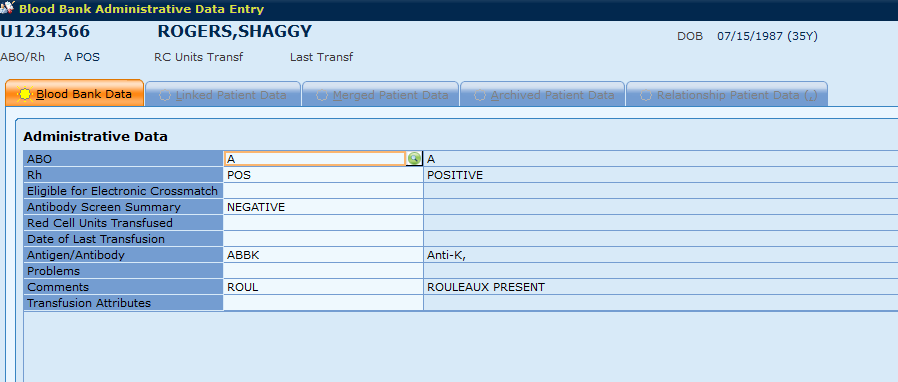 Blood Bank Administrative Data Entry
U1234566 ROGERS,SHAGGY DOB 07/15/1987 (35Y)
ABO/Rh A POS RC Units Transf Last Transf
Blood Bank Data Linked Patient Data Merged Patient Data Archived Patient Data Relationship Patient Data (,)
Administrative Data
ABO A A
Rh POS POSITIVE
Eligible for Electronic Crossmatch
Antibody Screen Summary NEGATIVE
Red Cell Units Transfused
Date of Last Transfusion
Antigen/Antibody ABBK Anti-K,
Problems
Comments ROUL ROULEAUX PRESENT
Transfusion Attributes